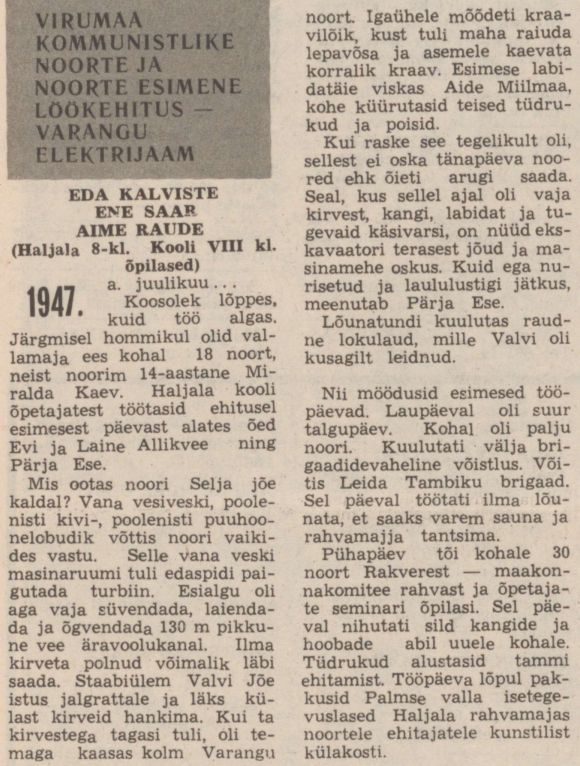 VIRUMAA
KOMMUNISTLIKE
NOORTE JA
NOORTE ESIMENE
LÖÖKEHITUS —
VARANGU
ELEKTRIJAAM
EDA KALVISTE
ENE SAAR
AIME RAUDE
(Haljala 8-kl. Kooli VIII kl.
õpilased)
1947. a. juulikuu...
Koosolek lõppes,
kuid töö algas.
Järgmisel hommikul olid val-
lamaja ees kohal 18 noort,
neist noorim 14-aastane Mi-
ralda Kaev. Haljala kooli
õpetajatest töötasid ehitusel
esimesest päevast alates õed
Evi ja Laine Allikvee ning
Pärja Ese.
Mis ootas noori Selja jõe
kaldal? Vana vesiveski, poole-
nisti kivi-, poolenisti puuhoo-
nelobudik võttis noori vaiki-
des vastu. Selle vana veski
masinaruumi tuli edaspidi pai-
gutada turbiin. Esialgu oli
aga vaja süvendada, laienda-
da ja õgvendada 130 m pikku-
ne vee äravoolukanal. Ilma
kirveta polnud võimalik läbi
saada. Staabiülem Valvi Jõe
istus jalgrattale ja läks kü-
last kirveid hankima. Kui ta
kirvestega tagasi tuli, oli te-
maga kaasas kolm Varangu
noort. Igaühele mõõdeti kraa-
vilõik, kust tuli maha raiuda
lepavõsa ja asemele kaevata
korralik kraav. Esimese labi-
datäie viskas Aide Miilmaa,
kohe küürutasid teised tüdru-
kud ja poisid.
Kui raske see tegelikult oli,
sellest ei oska tänapäeva noo-
red ehk õieti arugi saada.
Seal, kus sellel ajal oli vaja
kirvest, kangi, labidat ja tu-
gevaid käsivarsi, on nüüd eks-
kavaatori terasest jõud ja ma-
sinamehe oskus. Kuid ega nu-
risetud ja laululustigi jätkus,
meenutab Pärja Ese.
Lõunatundi kuulutas raud-
ne lokulaud, mille Valvi oli
kusagilt leidnud.
Nii möödusid esimesed töö-
päevad. Laupäeval oli suur
talgupäev. Kohal oli palju
noori. Kuulutati välja bri-
gaadidevaheline võistlus. Või-
tis Leida Tambiku brigaad.
Sel päeval töötati ilma lõu-
nata, et saaks varem sauna ja
rahvamajja tantsima.
Pühapäev tõi kohale 30
noort Rakverest — maakon-
nakomitee rahvast ja õpetaja-
te seminari õpilasi. Sel päe-
val nihutati sild kangide ja
hoobade abil uuele kohale.
Tüdrukud alustasid tammi
ehitamist. Tööpäeva lõpul pak-
kusid Palmse valla isetege-
vuslased Haljala rahvamajas
noortele ehitajatele kunstilist
külakosti.